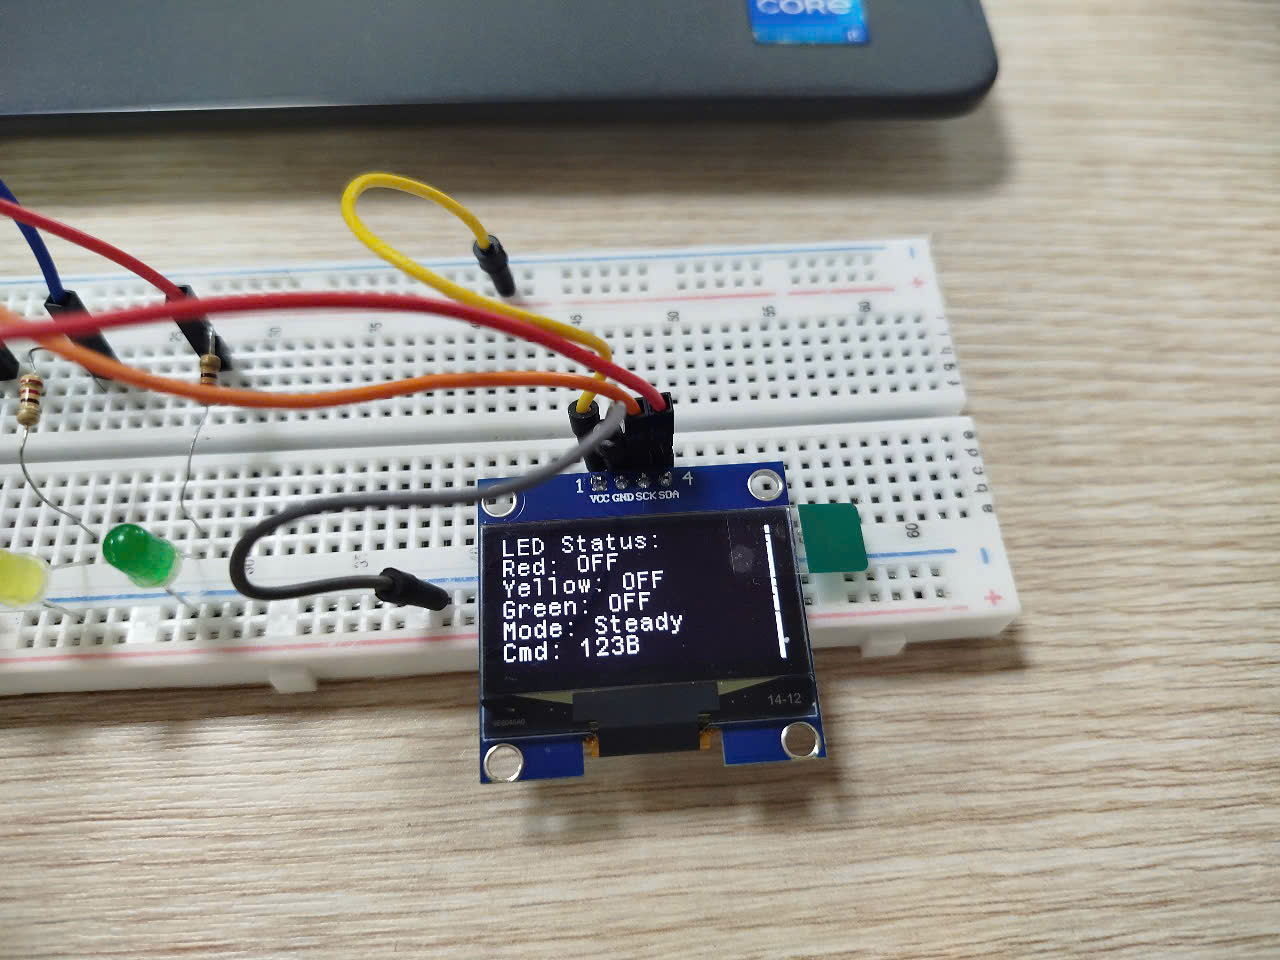 CORE
1 4
VCC GND SCK SDA
LED Status:
Red: OFF
Yellow: OFF
Green: OFF
Mode: Steady
Cmd: 123B
14-12
60